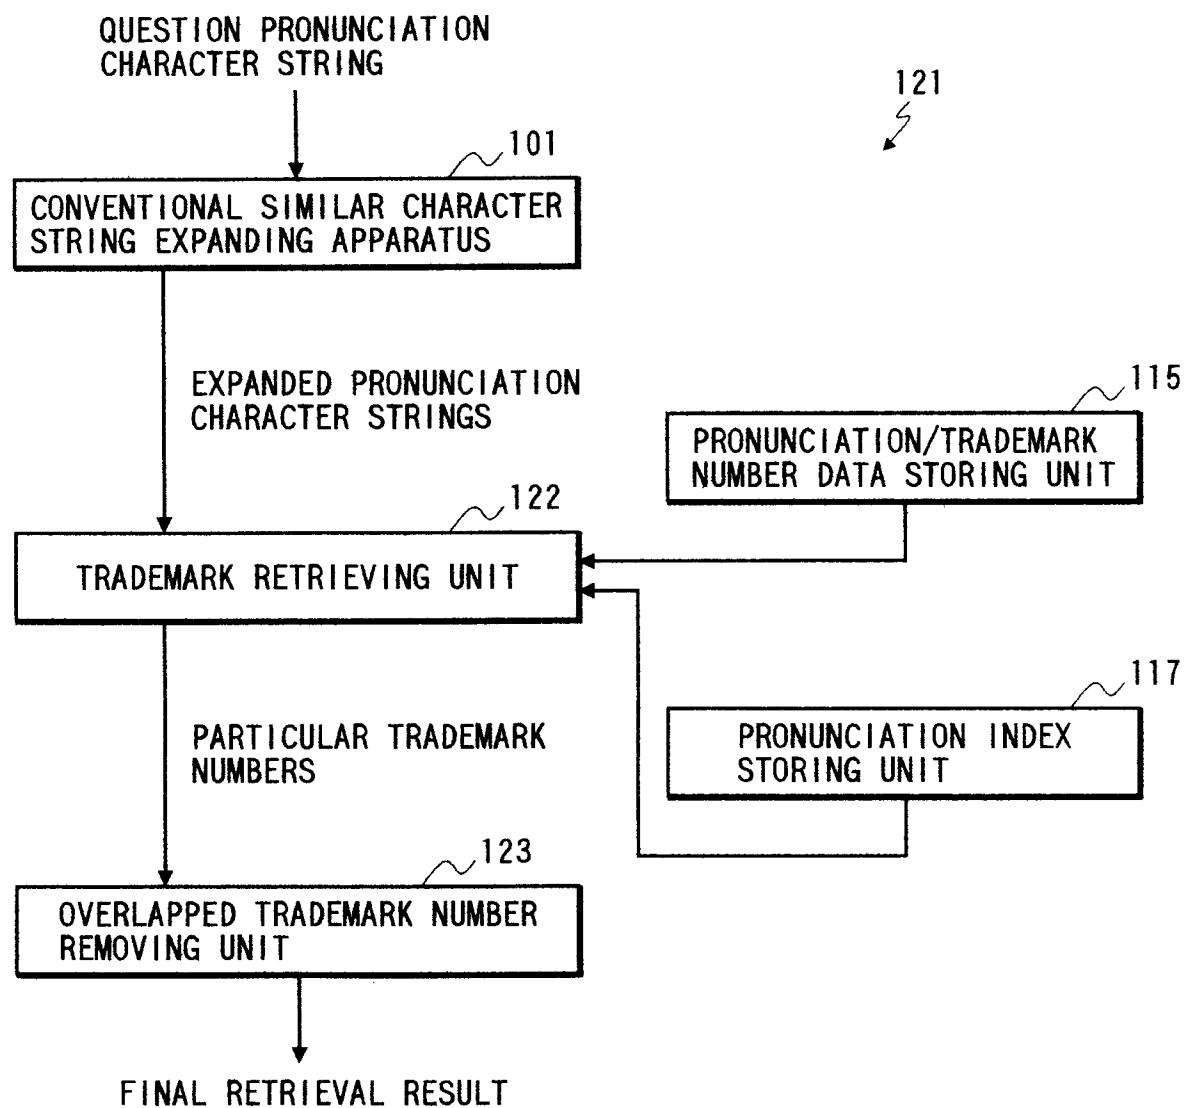 QUESTION PRONUNCIATION
CHARACTER STRING
121
101
CONVENTIONAL SIMILAR CHARACTER
STRING EXPANDING APPARATUS
EXPANDED PRONUNCIATION
CHARACTER STRINGS
115
PRONUNCIATION/TRADEMARK
NUMBER DATA STORING UNIT
122
TRADEMARK RETRIEVING UNIT
117
PRONUNCIATION INDEX
STORING UNIT
PARTICULAR TRADEMARK
NUMBERS
123
OVERLAPPED TRADEMARK NUMBER
REMOVING UNIT
FINAL RETRIEVAL RESULT